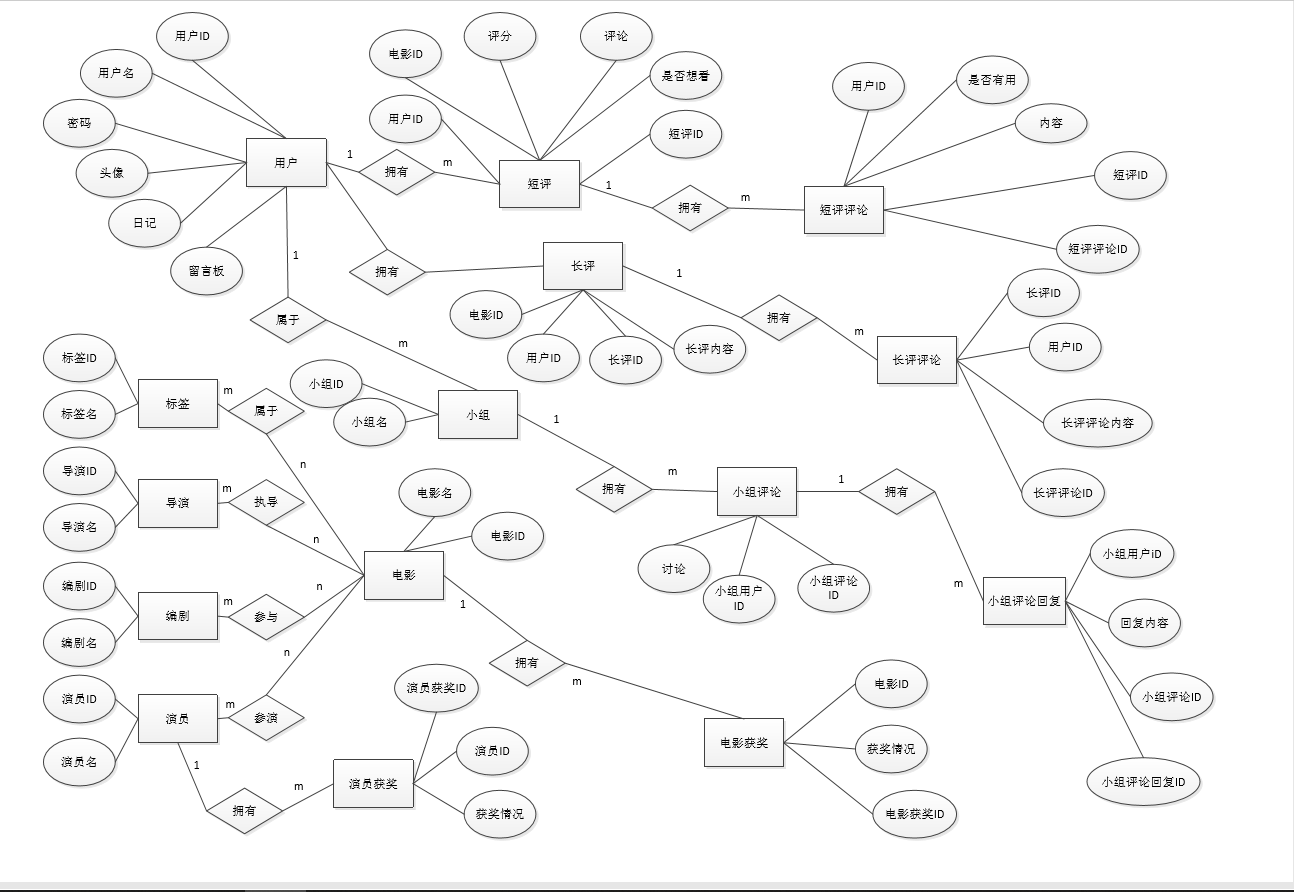 用户ID
用户名
密码
头像
日记
留言板
用户
1
拥有
m
电影ID
用户ID
评分
评论
是否想看
短评ID
短评
1
拥有
m
用户ID
是否有用
内容
短评ID
短评评论ID
短评评论
拥有
长评
电影ID
用户ID
长评ID
长评内容
1
拥有
m
长评评论
长评ID
用户ID
长评评论内容
长评评论ID
1
属于
m
小组ID
小组名
小组
1
拥有
m
小组评论
讨论
小组用户
ID
小组评论
ID
1
拥有
m
小组评论回复
小组用户iD
回复内容
小组评论ID
小组评论回复ID
标签ID
标签名
标签
m
属于
n
导演ID
导演名
导演
m
执导
n
编剧ID
编剧名
编剧
m
参与
n
演员ID
演员名
演员
m
参演
n
电影名
电影ID
电影
1
拥有
m
电影获奖
电影ID
获奖情况
电影获奖ID
1
拥有
m
演员获奖
演员获奖ID
演员ID
获奖情况